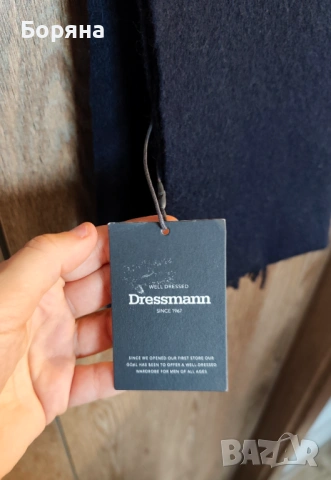 Боряна
WELL DRESSED
Dressmann
SINCE 1967
SINCE WE OPENED OUR FIRST STORE OUR
GOAL HAS BEEN TO OFFER A WELL DRESSED
WARDROBE FOR MEN OF ALL AGES
BAZAR